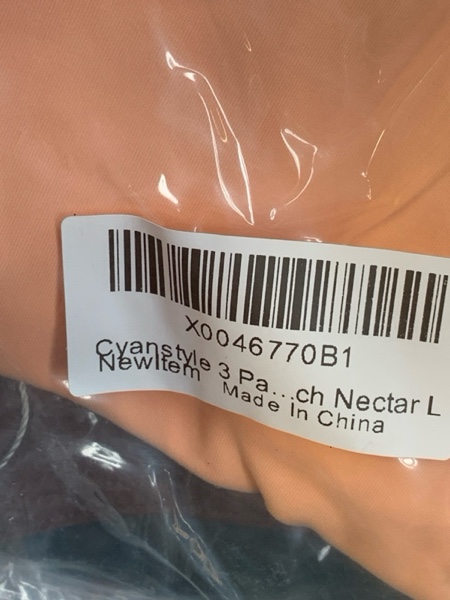 X0046770B1
Cyanstyle 3 Pa...ch Nectar L
NewItem Made in China